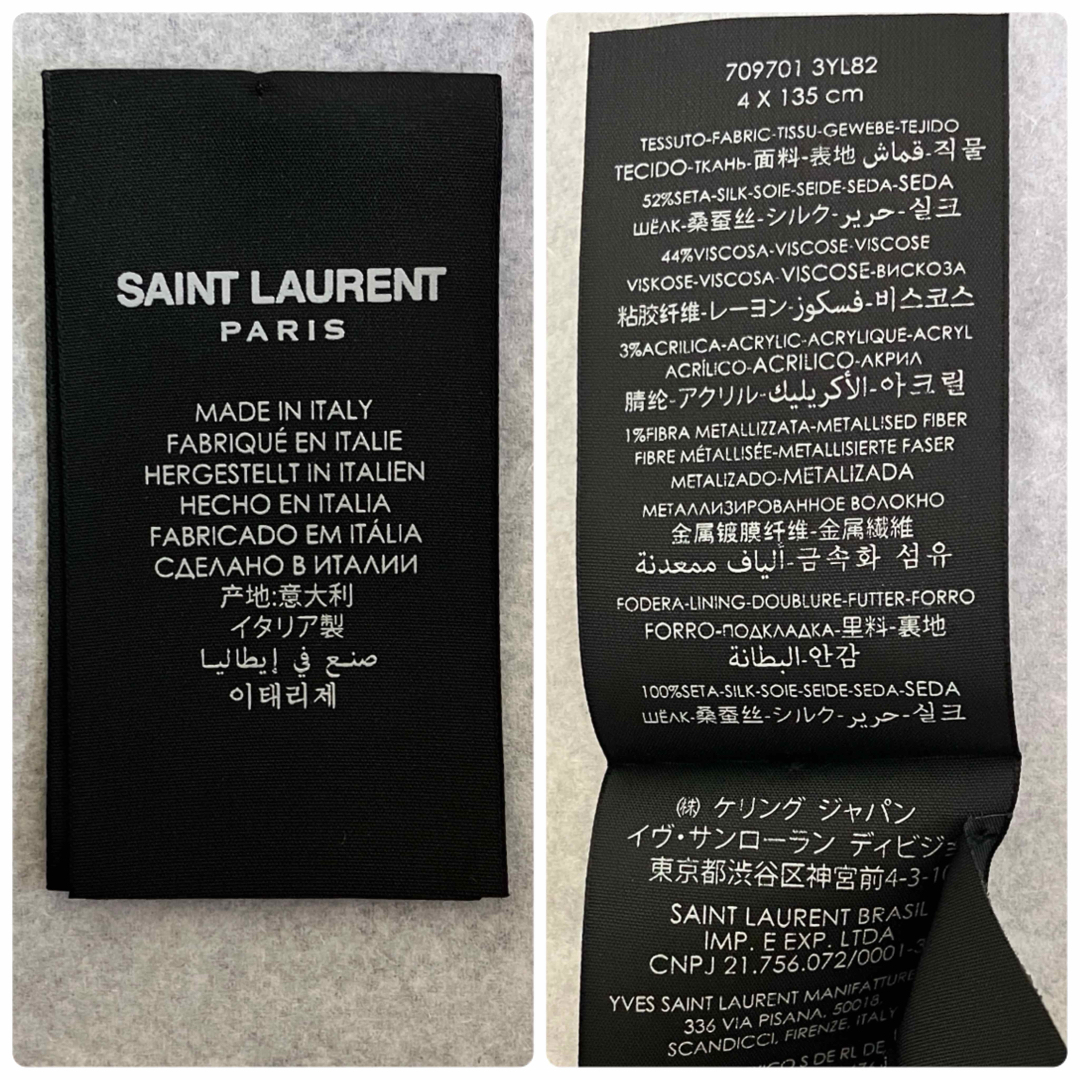 SAINT LAURENT
PARIS
MADE IN ITALY
FABRIQUÉ EN ITALIE
HERGESTELLT IN ITALIEN
HECHO EN ITALIA
FABRICADO EM ITÁLIA
СДЕЛАНО В ИТАЛИИ
产地:意大利
イタリア製
صنع في إيطاليا
이태리제
709701 3YL82
4 X 135 cm
TESSUTO-FABRIC-TISSU-GEWEBE-TEJIDO
TECIDO-ТКАНЬ-面料-表地 قماش-직물
52%SETA-SILK-SOIE-SEIDE-SEDA-SEDA
ШЁЛК-桑蚕丝-シルク-حرير-실크
44%VISCOSA-VISCOSE-VISCOSE
VISKOSE-VISCOSA-VISCOSE-ВИСКОЗА
粘胶纤维-レーヨン-فسكوز-비스코스
3%ACRILICA-ACRYLIC-ACRYLIQUE-ACRYL
ACRÍLICO-ACRILICO-АКРИЛ
腈纶-アクリル-الأكريليك-아크릴
1%FIBRA METALLIZZATA-METALLISED FIBER
FIBRE MÉTALLISÉE-METALLISIERTE FASER
METALIZADO-METALIZADA
МЕТАЛЛИЗИРОВАННОЕ ВОЛОКНО
金属镀膜纤维-金属繊維
ألياف ممعدنة-금속화 섬유
FODERA-LINING-DOUBLURE-FUTTER-FORRO
FORRO-ПОДКЛАДКА-里料-裏地
البطانة-안감
100%SETA-SILK-SOIE-SEIDE-SEDA-SEDA
ШЁЛК-桑蚕丝-シルク-حرير-실크
㈱ ケリング ジャパン
イヴ・サンローラン ディビジョ
東京都渋谷区神宮前4-3-10
SAINT LAURENT BRASIL
IMP. E EXP. LTDA
CNPJ 21.756.072/0001-3
YVES SAINT LAURENT MANIFATTURE
336 VIA PISANA, 50018,
SCANDICCI, FIRENZE, ITALY
S DE RL DE